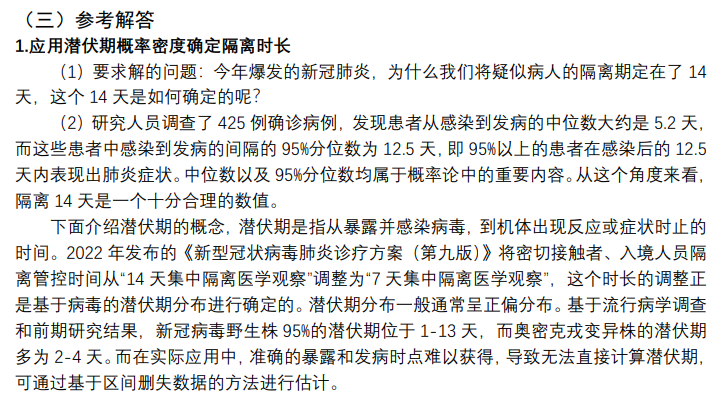 （三）参考解答
1.应用潜伏期概率密度确定隔离时长
（1）要求解的问题：今年爆发的新冠肺炎，为什么我们将疑似病人的隔离期定在了 14
天，这个 14 天是如何确定的呢？
（2）研究人员调查了 425 例确诊病例，发现患者从感染到发病的中位数大约是 5.2 天，
而这些患者中感染到发病的间隔的 95%分位数为 12.5 天，即 95%以上的患者在感染后的 12.5
天内表现出肺炎症状。中位数以及 95%分位数均属于概率论中的重要内容。从这个角度来看，
隔离 14 天是一个十分合理的数值。
下面介绍潜伏期的概念，潜伏期是指从暴露并感染病毒，到机体出现反应或症状时止的
时间。2022 年发布的《新型冠状病毒肺炎诊疗方案（第九版）》将密切接触者、入境人员隔
离管控时间从“14 天集中隔离医学观察”调整为“7 天集中隔离医学观察”，这个时长的调整正
是基于病毒的潜伏期分布进行确定的。潜伏期分布一般通常呈正偏分布。基于流行病学调查
和前期研究结果，新冠病毒野生株 95%的潜伏期位于 1-13 天，而奥密克戎变异株的潜伏期
多为 2-4 天。而在实际应用中，准确的暴露和发病时点难以获得，导致无法直接计算潜伏期，
可通过基于区间删失数据的方法进行估计。